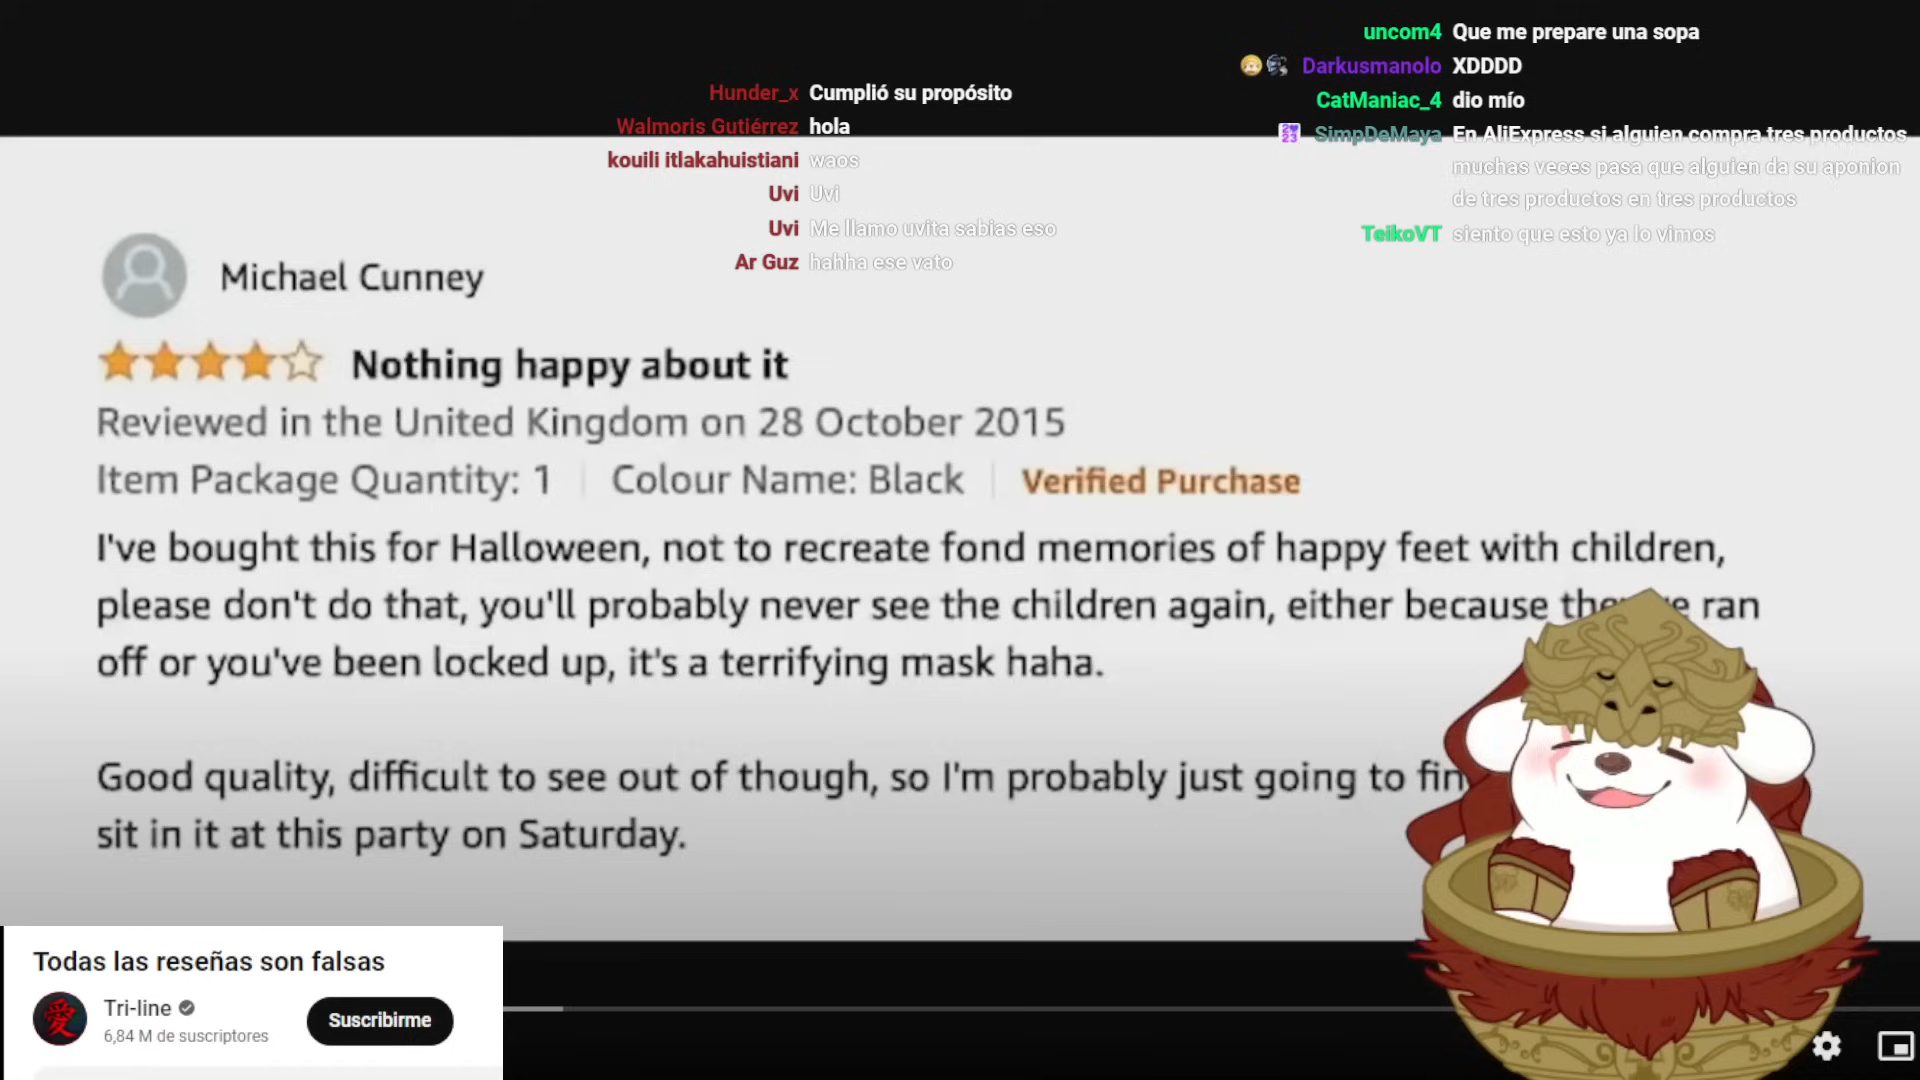 uncom4 Que me prepare una sopa
Darkusmanolo XDDDD
CatManiac_4 dio mío
SimpDeMaya En AliExpress si alguien compra tres productos
muchas veces pasa que alguien da su aponion
de tres productos en tres productos
TeikoVT siento que esto ya lo vimos
Hunder_x Cumplió su propósito
Walmoris Gutiérrez hola
kouili itlakahuistiani waos
Uvi Uvi
Uvi Me llamo uvita sabias eso
Ar Guz hahha ese vato
Michael Cunney
Nothing happy about it
Reviewed in the United Kingdom on 28 October 2015
Item Package Quantity: 1 | Colour Name: Black | Verified Purchase
I've bought this for Halloween, not to recreate fond memories of happy feet with children,
please don't do that, you'll probably never see the children again, either because ran
off or you've been locked up, it's a terrifying mask haha.
Good quality, difficult to see out of though, so I'm probably just going to fin
sit in it at this party on Saturday.
Todas las reseñas son falsas
愛
Tri-line
6,84 M de suscriptores
Suscribirme